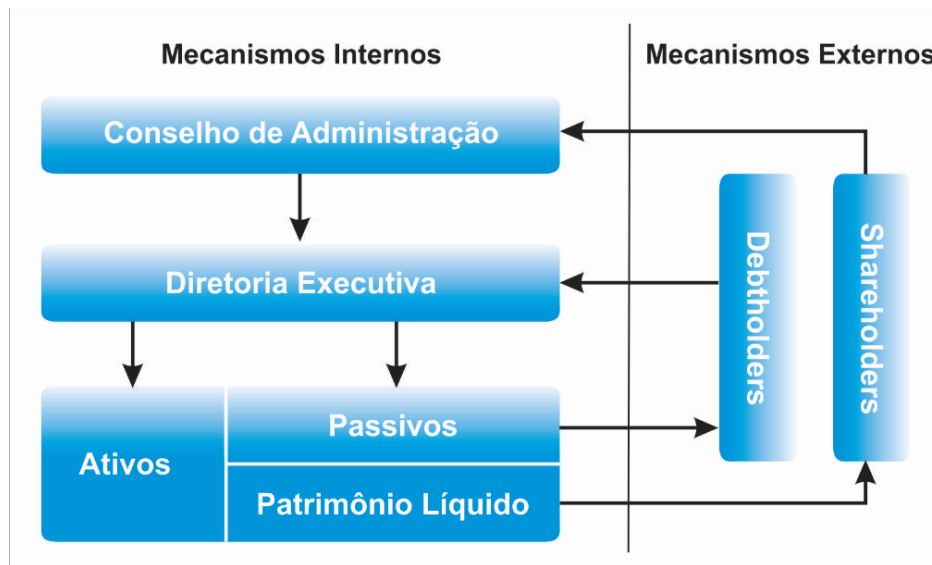 Mecanismos Internos
Mecanismos Externos
Conselho de Administração
Diretoria Executiva
Debtholders
Shareholders
Ativos
Passivos
Patrimônio Líquido